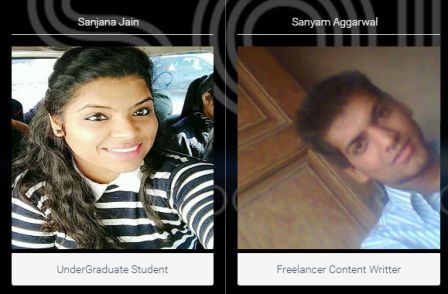 Sanjana Jain
Sanyam Aggarwal
UnderGraduate Student
Freelancer Content Writter